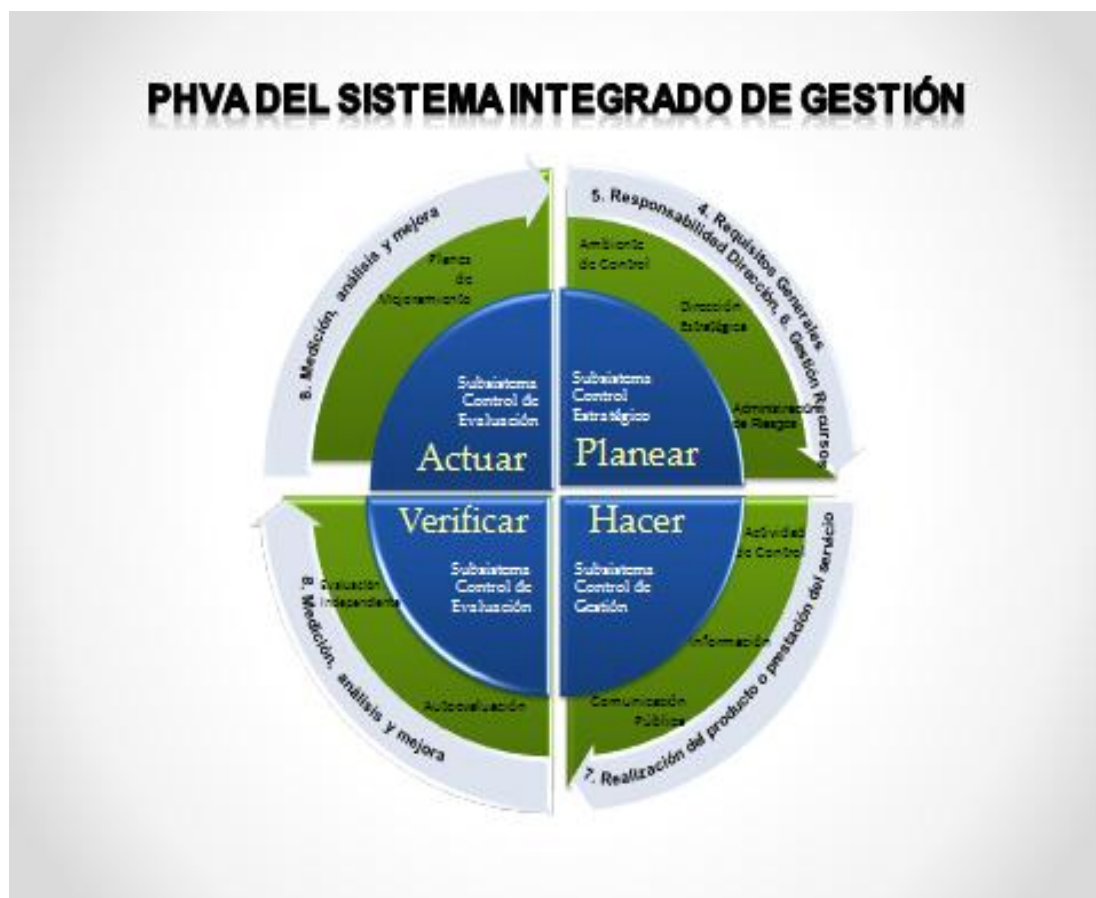 PHVA DEL SISTEMA INTEGRADO DE GESTIÓN
8. Medición, análisis y mejora
Planes
de
Mejoramiento
Subsistema
Control de
Evaluación
Actuar
4. Requisitos Generales
5. Responsabilidad Dirección, 6. Gestión Recursos
Ambiente
de Control
Dirección
Estratégica
Administración
de Riesgos
Subsistema
Control
Estratégico
Planear
Verificar
Subsistema
Control de
Evaluación
Evaluación
Independiente
Autoevaluación
8. Medición, análisis y mejora
Hacer
Subsistema
Control de
Gestión
Actividad
de Control
Información
Comunicación
Pública
7. Realización del producto o prestación del servicio